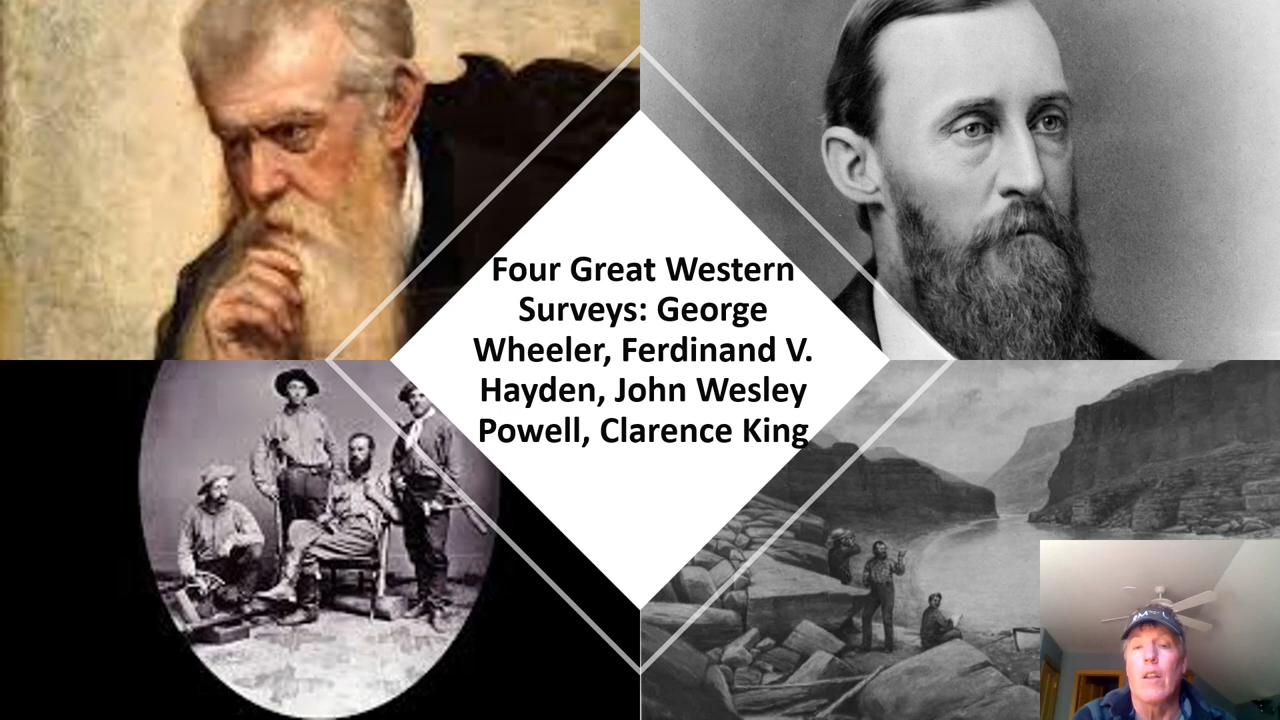 Four Great Western
Surveys: George
Wheeler, Ferdinand V.
Hayden, John Wesley
Powell, Clarence King